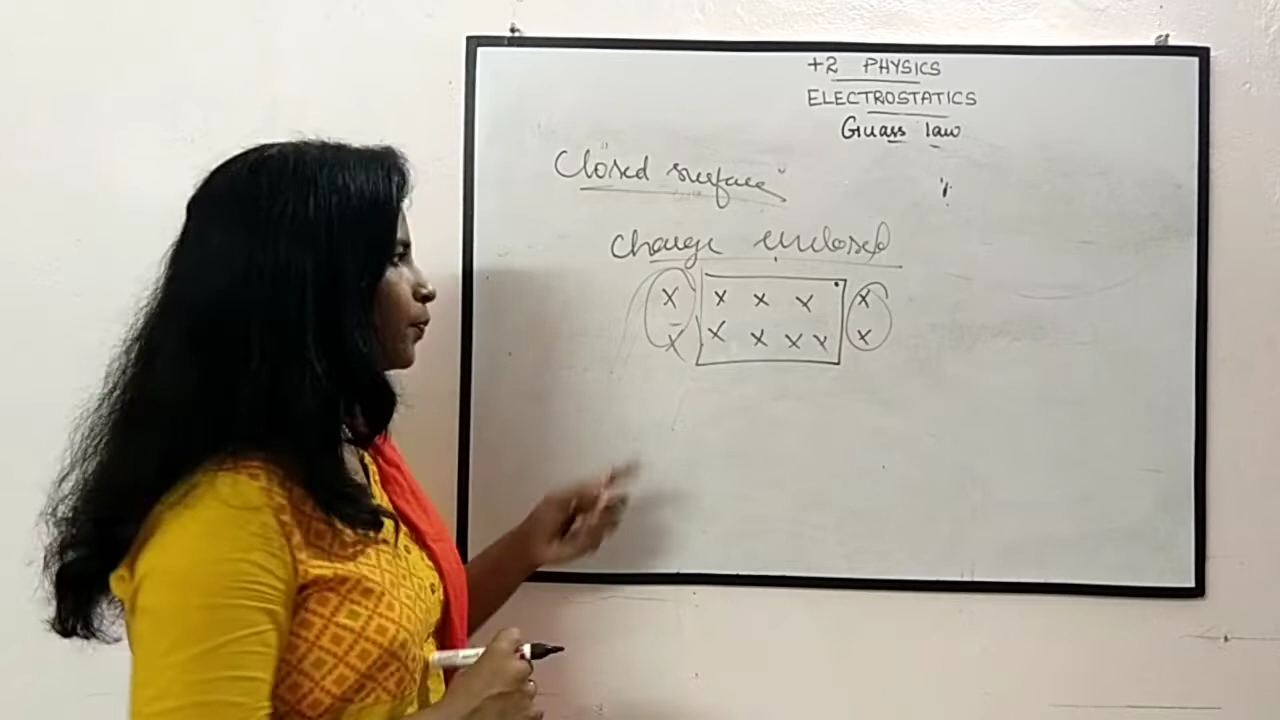 +2 PHYSICS
ELECTROSTATICS
Guass law
"Closed surface"
Charge enclosed
x x x x x
x x x x x x